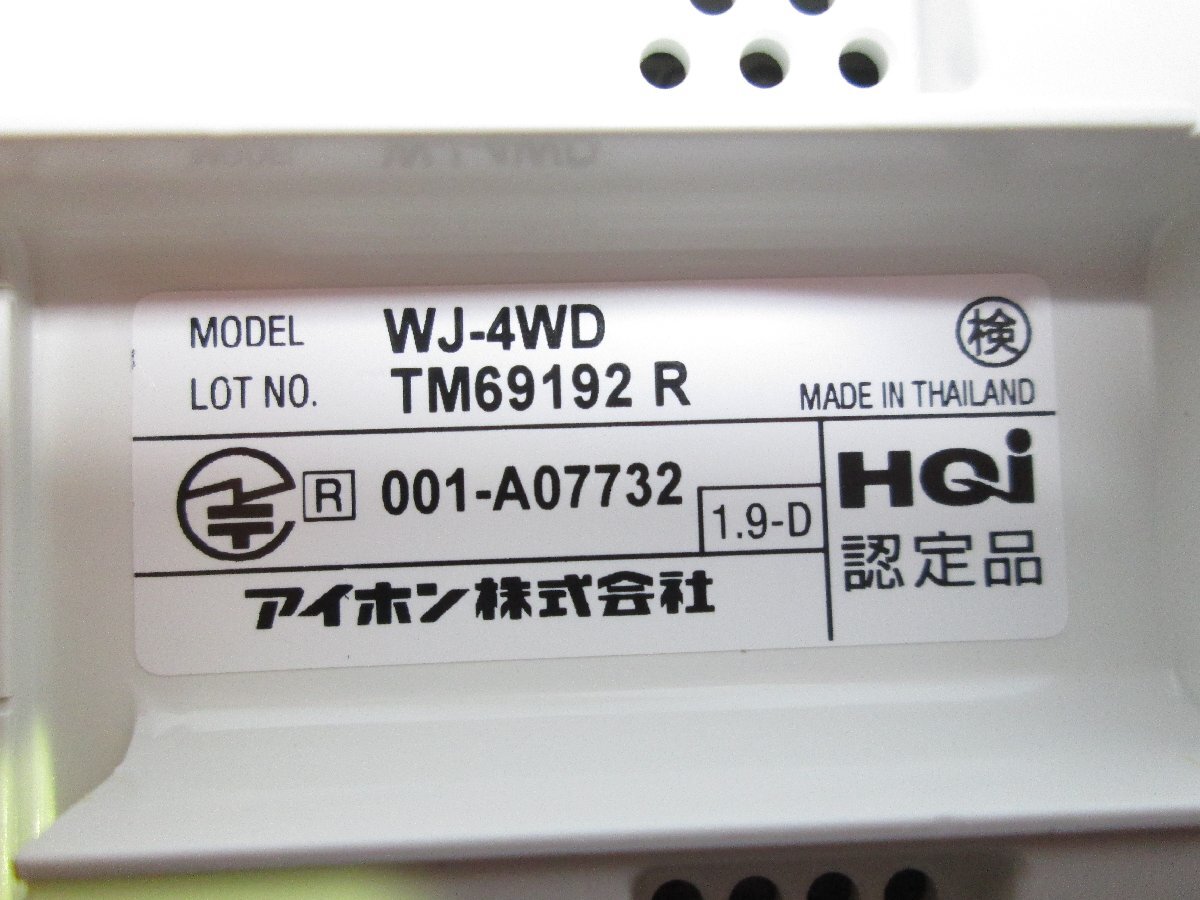 MODEL WJ-4WD
検
LOT NO. TM69192 R
MADE IN THAILAND
R 001-A07732
1.9-D
HQi
認定品
アイホン株式会社